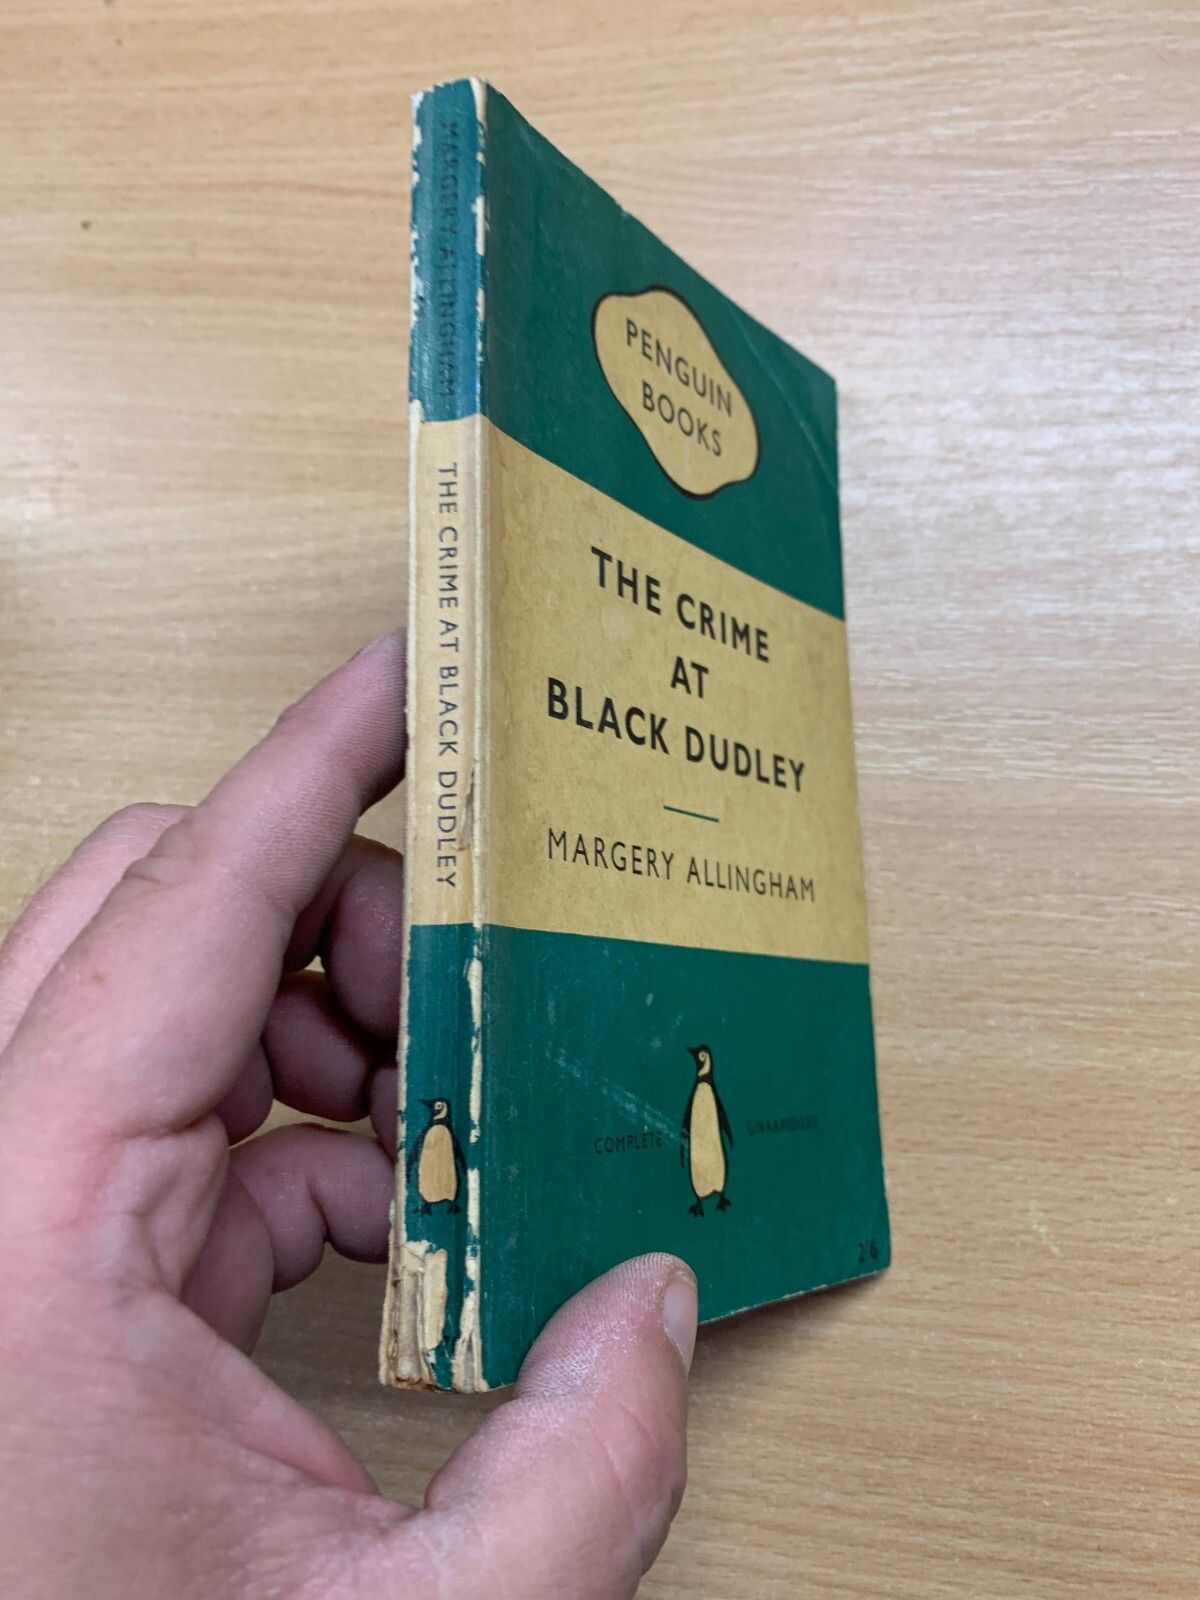 MARGERY ALLINGHAM
THE CRIME AT BLACK DUDLEY
PENGUIN
BOOKS
THE CRIME
AT
BLACK DUDLEY
MARGERY ALLINGHAM
COMPLETE UNABRIDGED
2'6